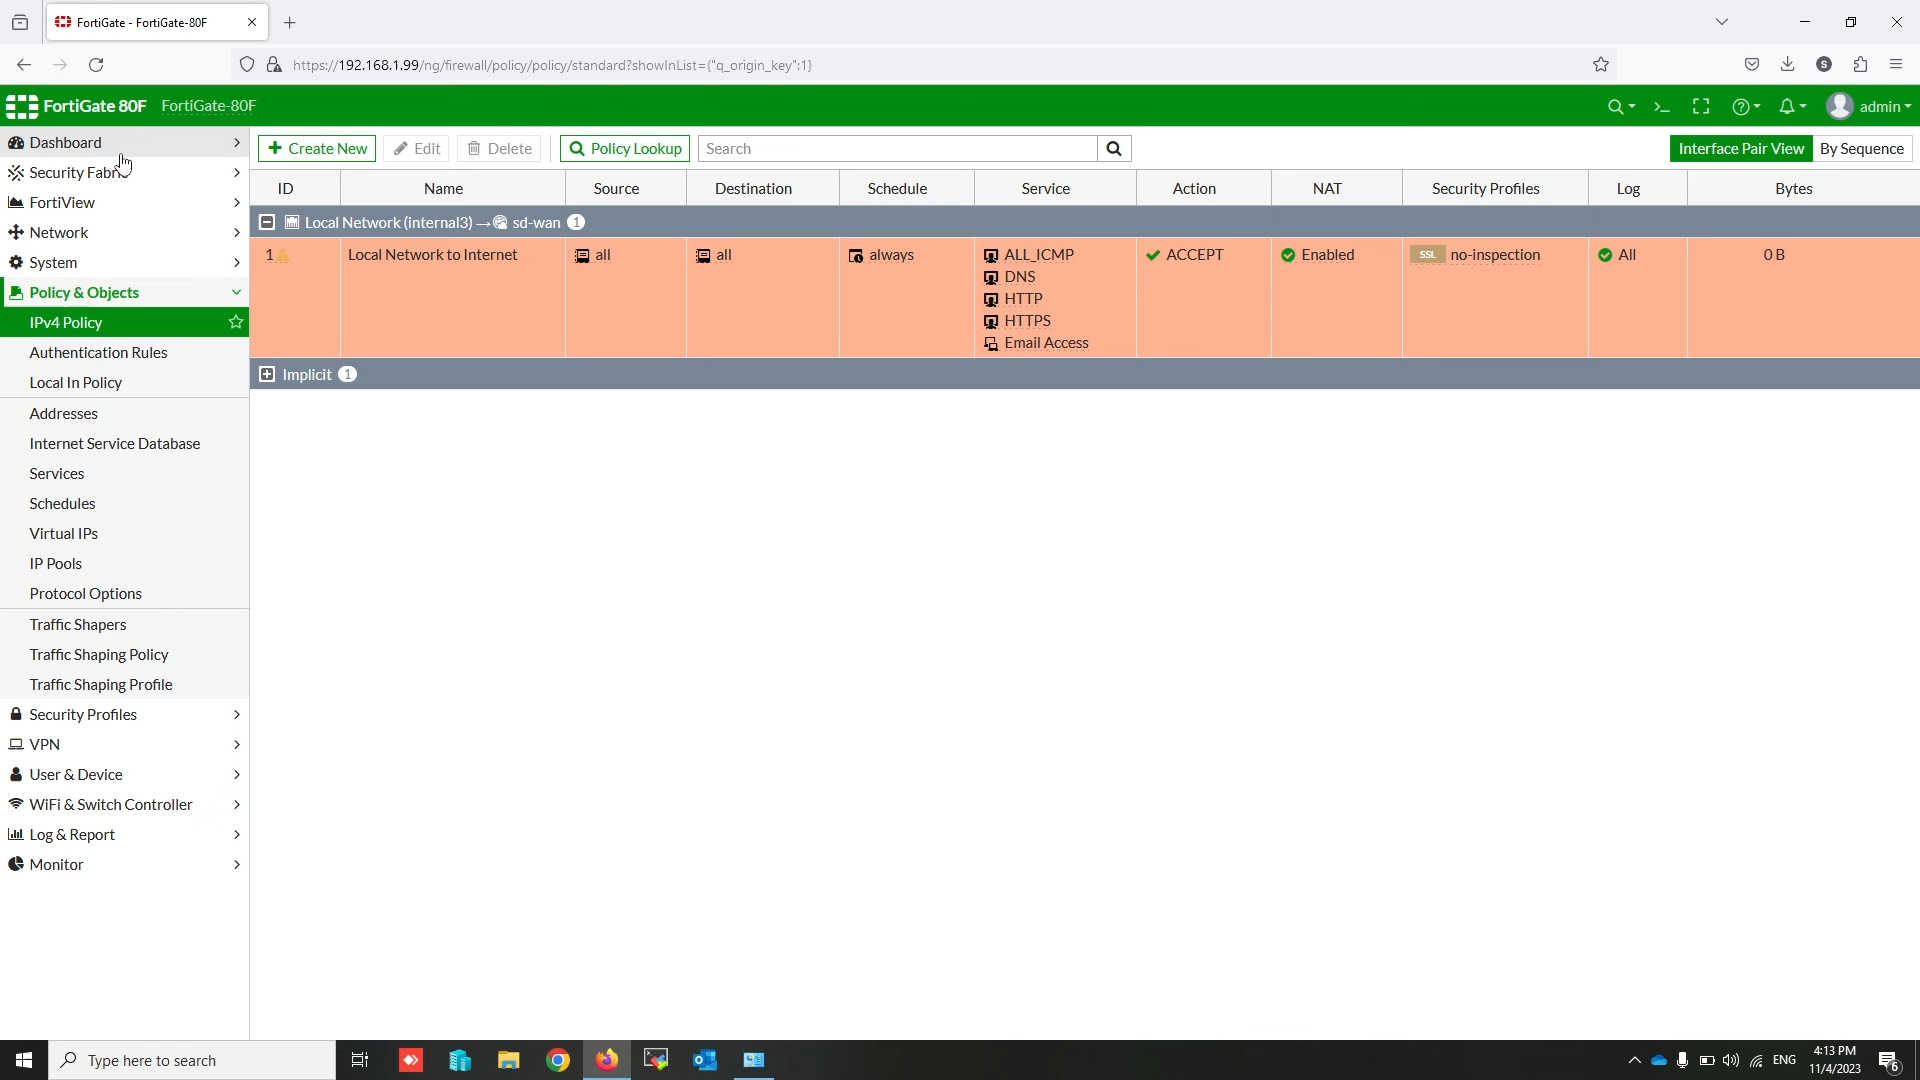 FortiGate - FortiGate-80F
https://192.168.1.99/ng/firewall/policy/policy/standard?showInList={"q_origin_key":1}
FortiGate 80F FortiGate-80F
admin
Dashboard
Security Fabric
FortiView
Network
System
Policy & Objects
IPv4 Policy
Authentication Rules
Local In Policy
Addresses
Internet Service Database
Services
Schedules
Virtual IPs
IP Pools
Protocol Options
Traffic Shapers
Traffic Shaping Policy
Traffic Shaping Profile
Security Profiles
VPN
User & Device
WiFi & Switch Controller
Log & Report
Monitor
Create New Edit Delete Policy Lookup Search Interface Pair View By Sequence
ID Name Source Destination Schedule Service Action NAT Security Profiles Log Bytes
Local Network (internal3) → sd-wan 1
1 Local Network to Internet all all always ALL_ICMP ACCEPT Enabled SSL no-inspection All 0 B
DNS
HTTP
HTTPS
Email Access
Implicit 1
Type here to search
ENG
4:13 PM
11/4/2023
6